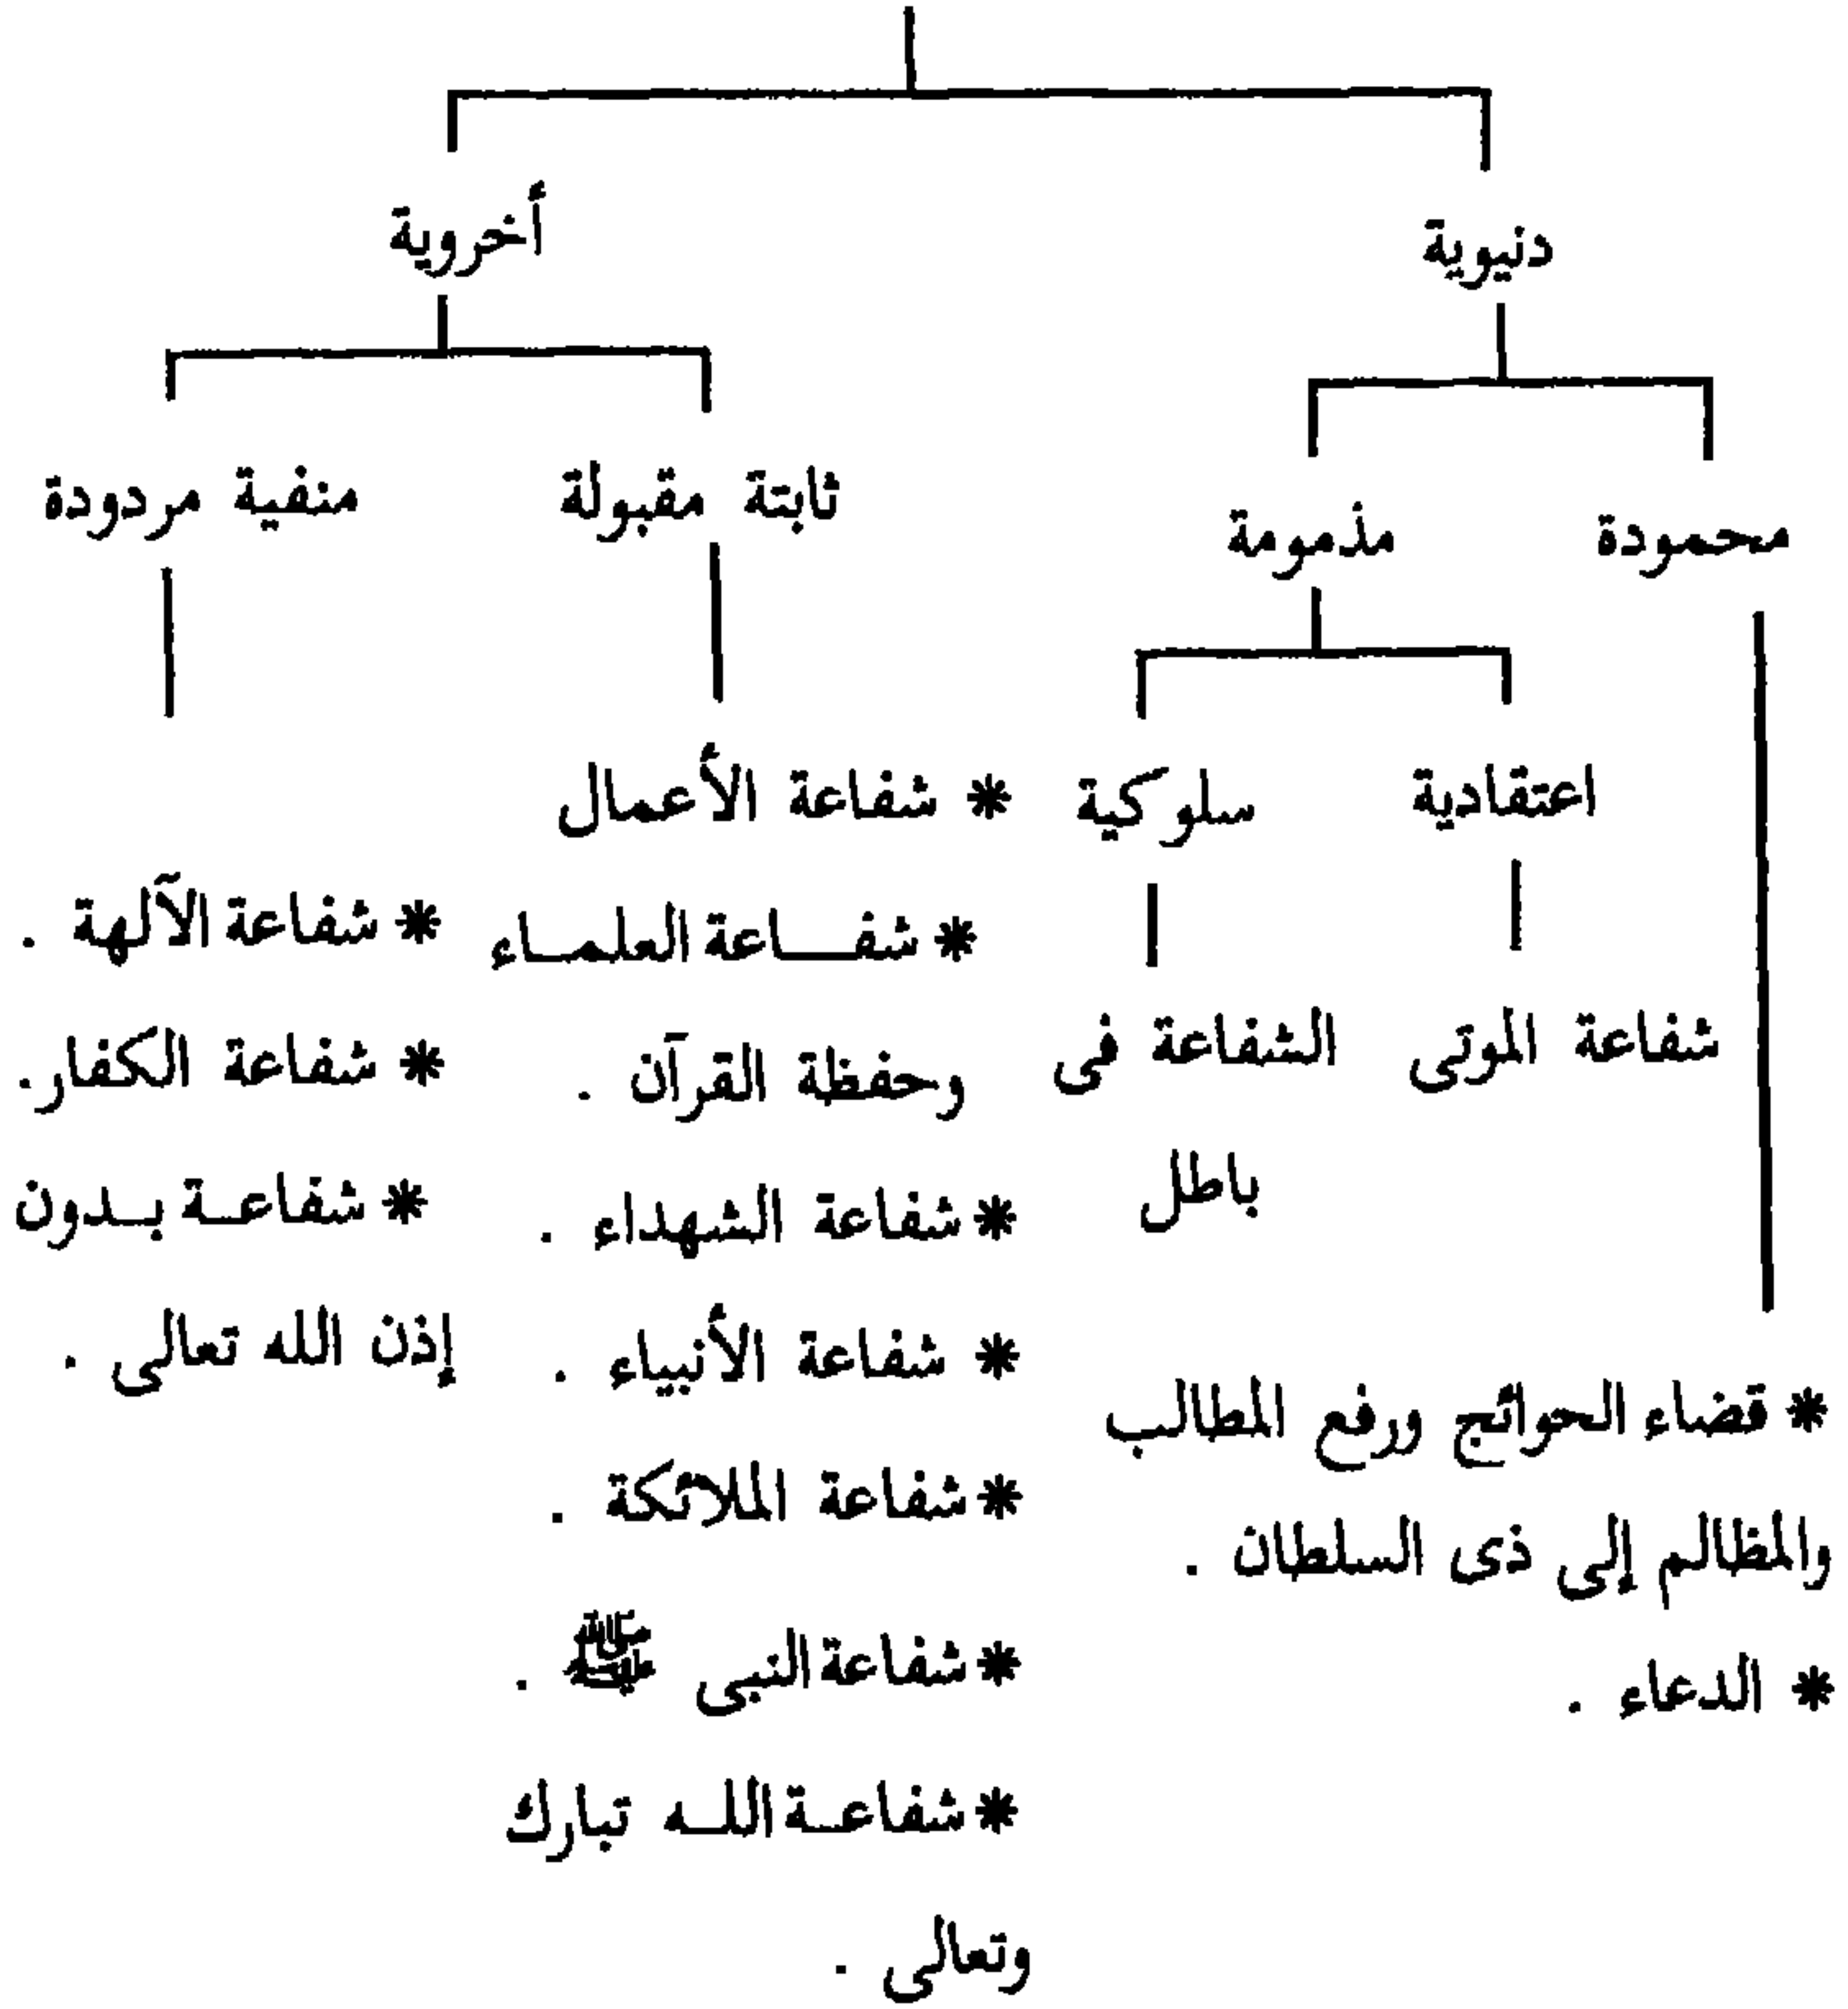 دنيوية
أخروية
محمودة
مذمومة
ثابتة مقبولة
منفية مردودة
اعتقادية
سلوكية
شفاعة الموتى
الشفاعة فى
باطل
* قضاء الحوائج ورفع المطالب
والمظالم إلى ذى السلطان .
* الدعاء .
* شفاعة الأعمال
* شفاعة العلماء
وحفظة القرآن .
* شفاعة الشهداء .
* شفاعة الأنبياء .
* شفاعة الملائكة .
* شفاعة النبى ﷺ .
* شفاعة الله تبارك
وتعالى .
* شفاعة الآلهة .
* شفاعة الكفار .
* شفاعة بدون
إذن الله تعالى .